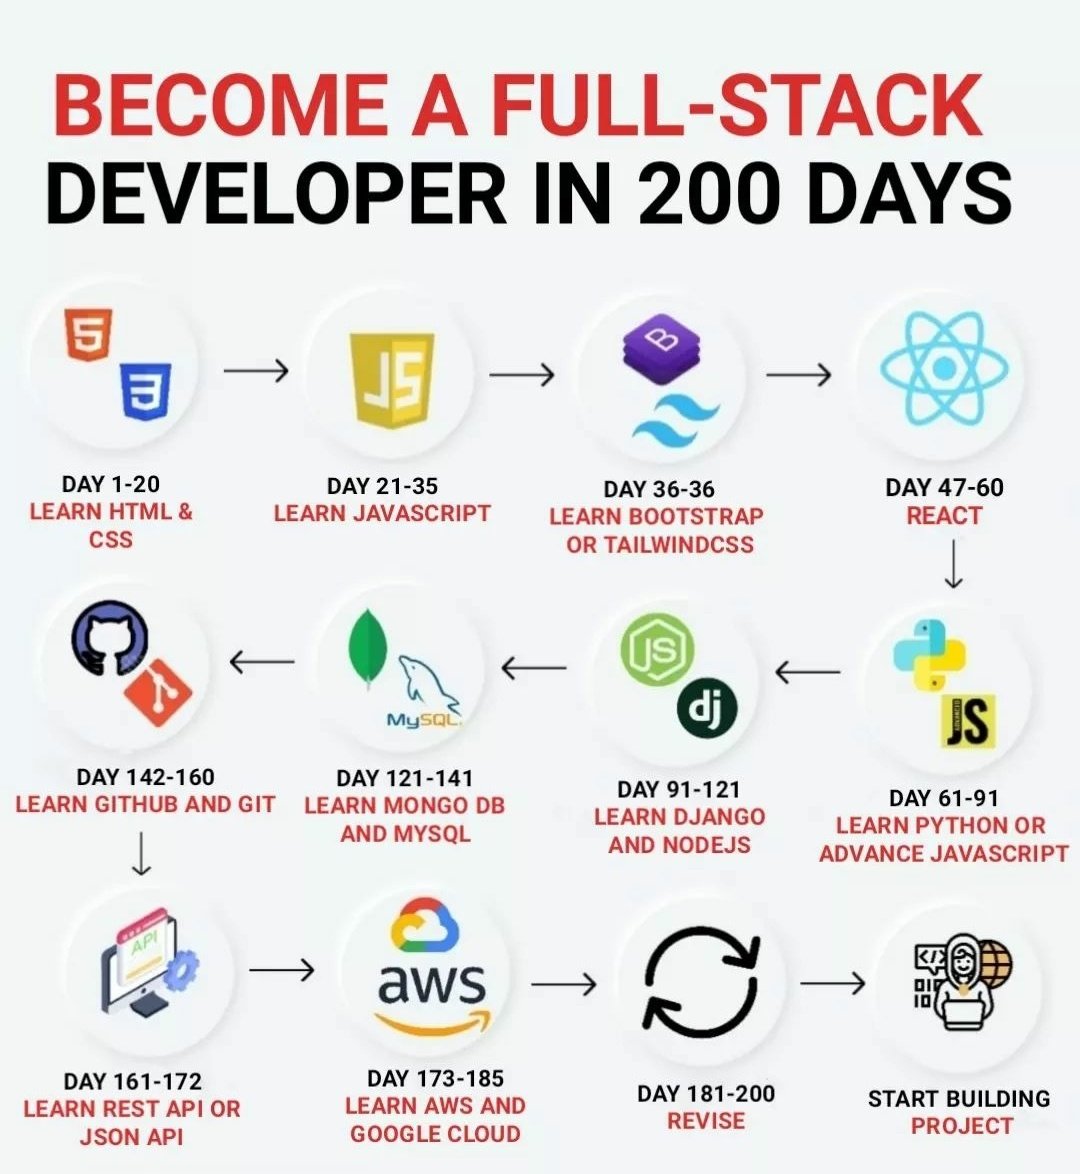 BECOME A FULL-STACK
DEVELOPER IN 200 DAYS
5
3
DAY 1-20
LEARN HTML &
CSS
JS
DAY 21-35
LEARN JAVASCRIPT
B
DAY 36-36
LEARN BOOTSTRAP
OR TAILWINDCSS
DAY 47-60
REACT
JS
DAY 61-91
LEARN PYTHON OR
ADVANCE JAVASCRIPT
JS
dj
DAY 91-121
LEARN DJANGO
AND NODEJS
MySQL
DAY 121-141
LEARN MONGO DB
AND MYSQL
DAY 142-160
LEARN GITHUB AND GIT
API
DAY 161-172
LEARN REST API OR
JSON API
aws
DAY 173-185
LEARN AWS AND
GOOGLE CLOUD
DAY 181-200
REVISE
</>
010
10
START BUILDING
PROJECT